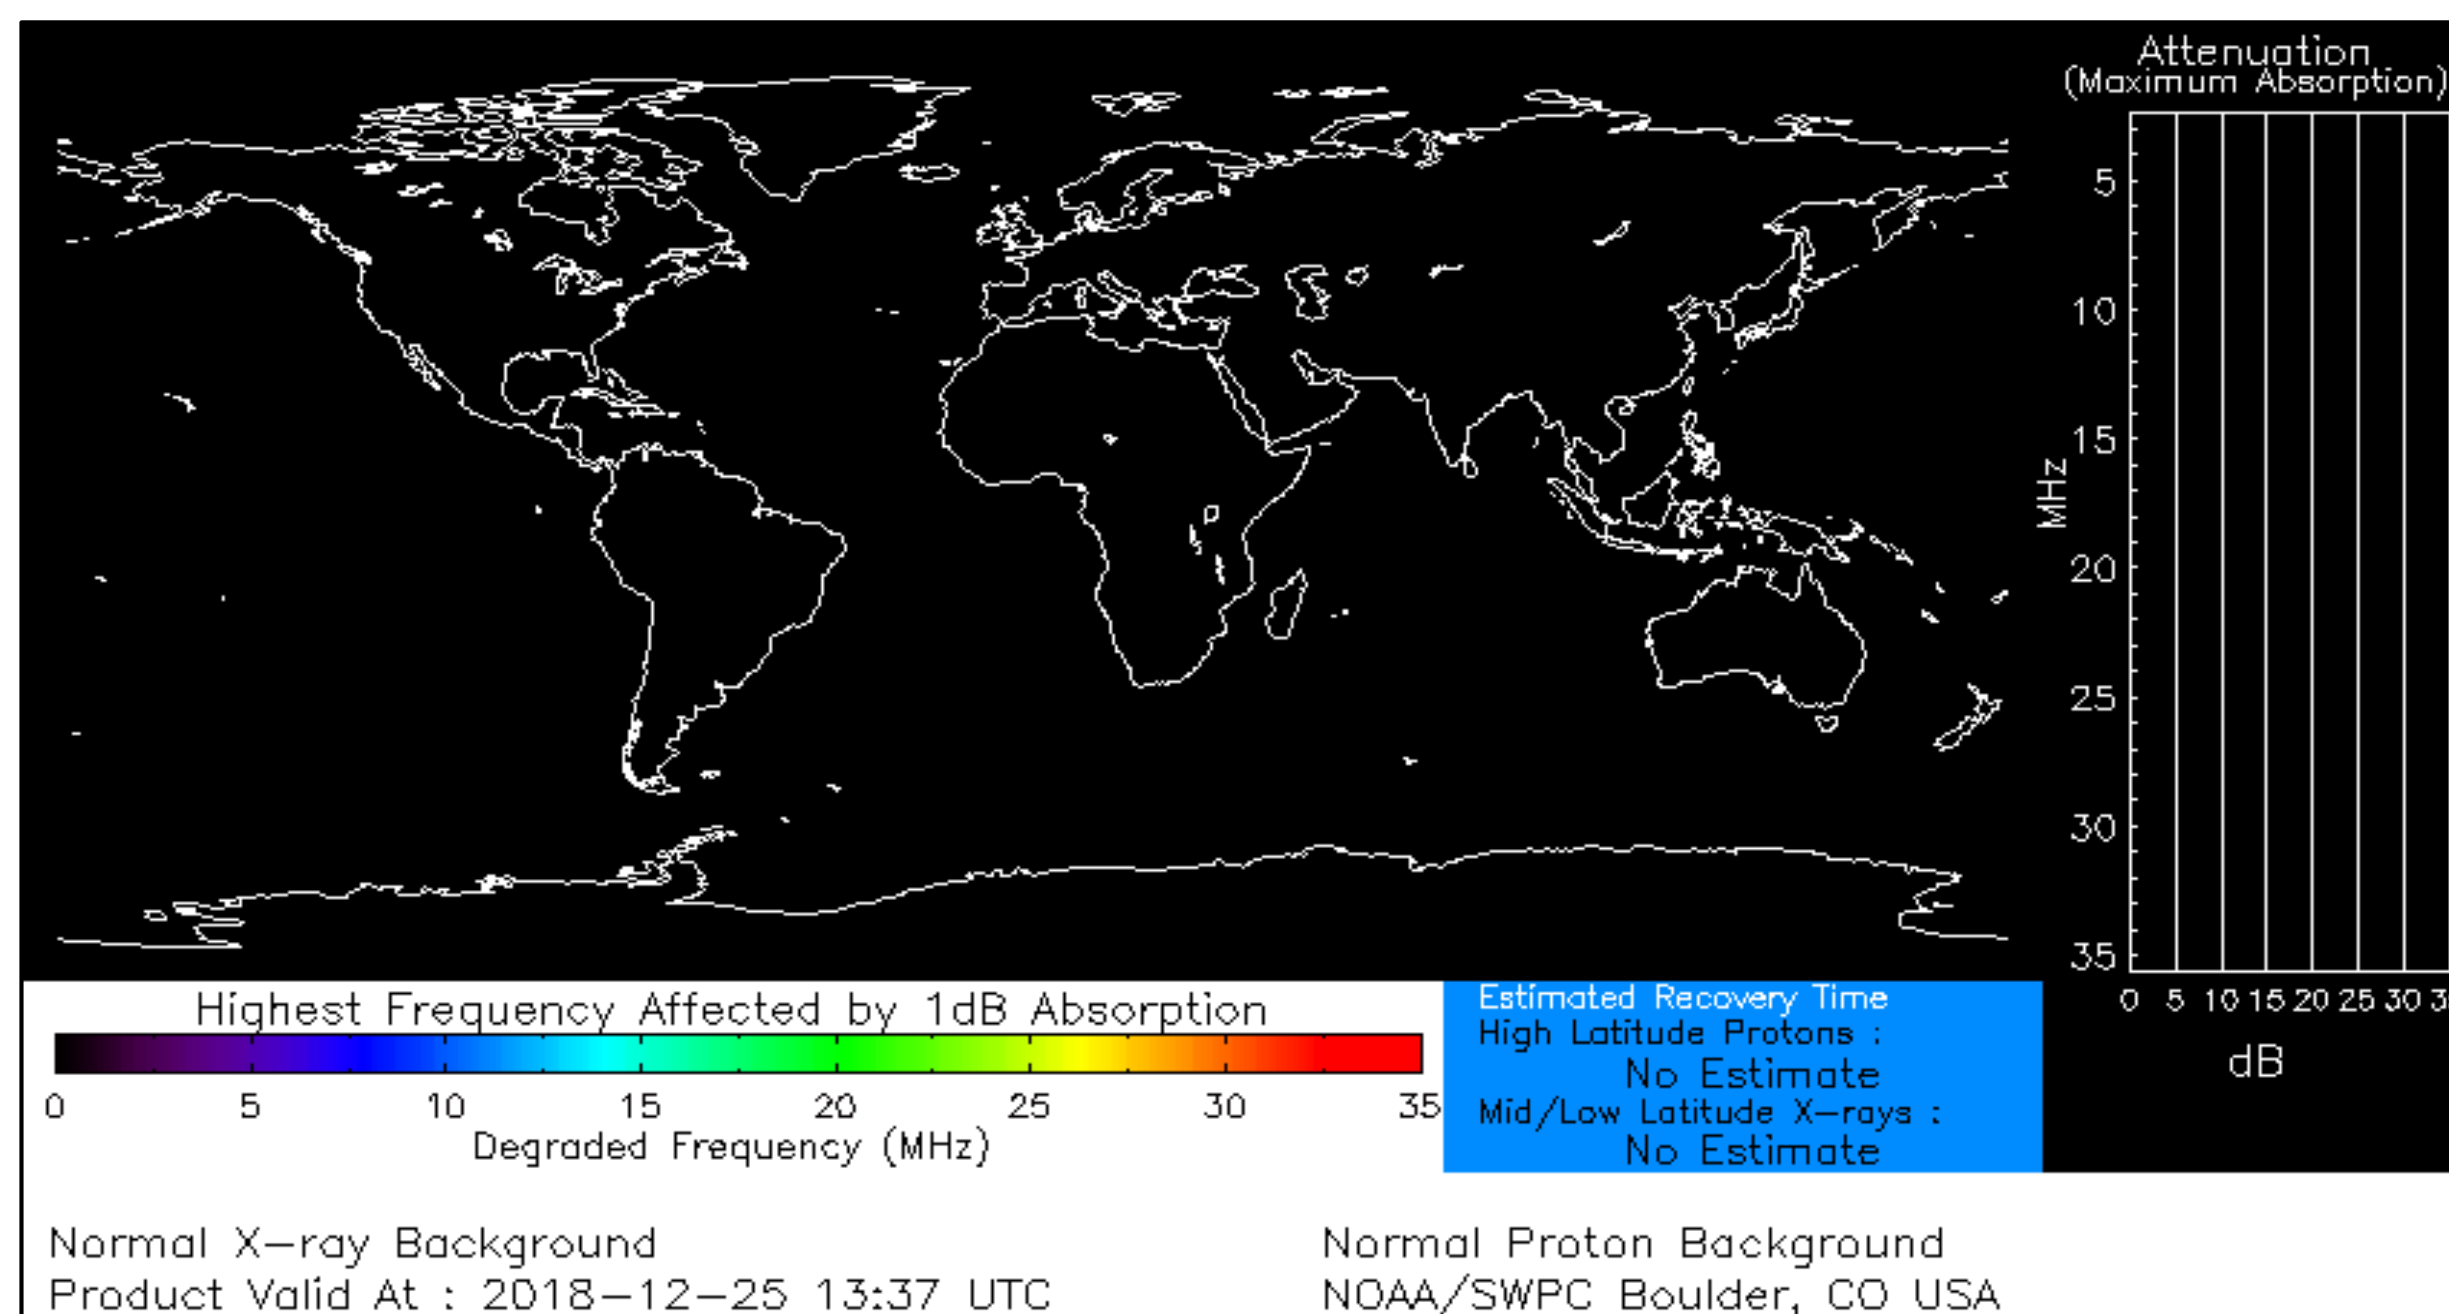 Attenuation
(Maximum Absorption)
5
10
15
20
25
30
35
MHz
0 5 10 15 20 25 30 3
dB
Highest Frequency Affected by 1dB Absorption
0 5 10 15 20 25 30 35
Degraded Frequency (MHz)
Estimated Recovery Time
High Latitude Protons :
No Estimate
Mid/Low Latitude X-rays :
No Estimate
Normal X-ray Background
Product Valid At : 2018-12-25 13:37 UTC
Normal Proton Background
NOAA/SWPC Boulder, CO USA